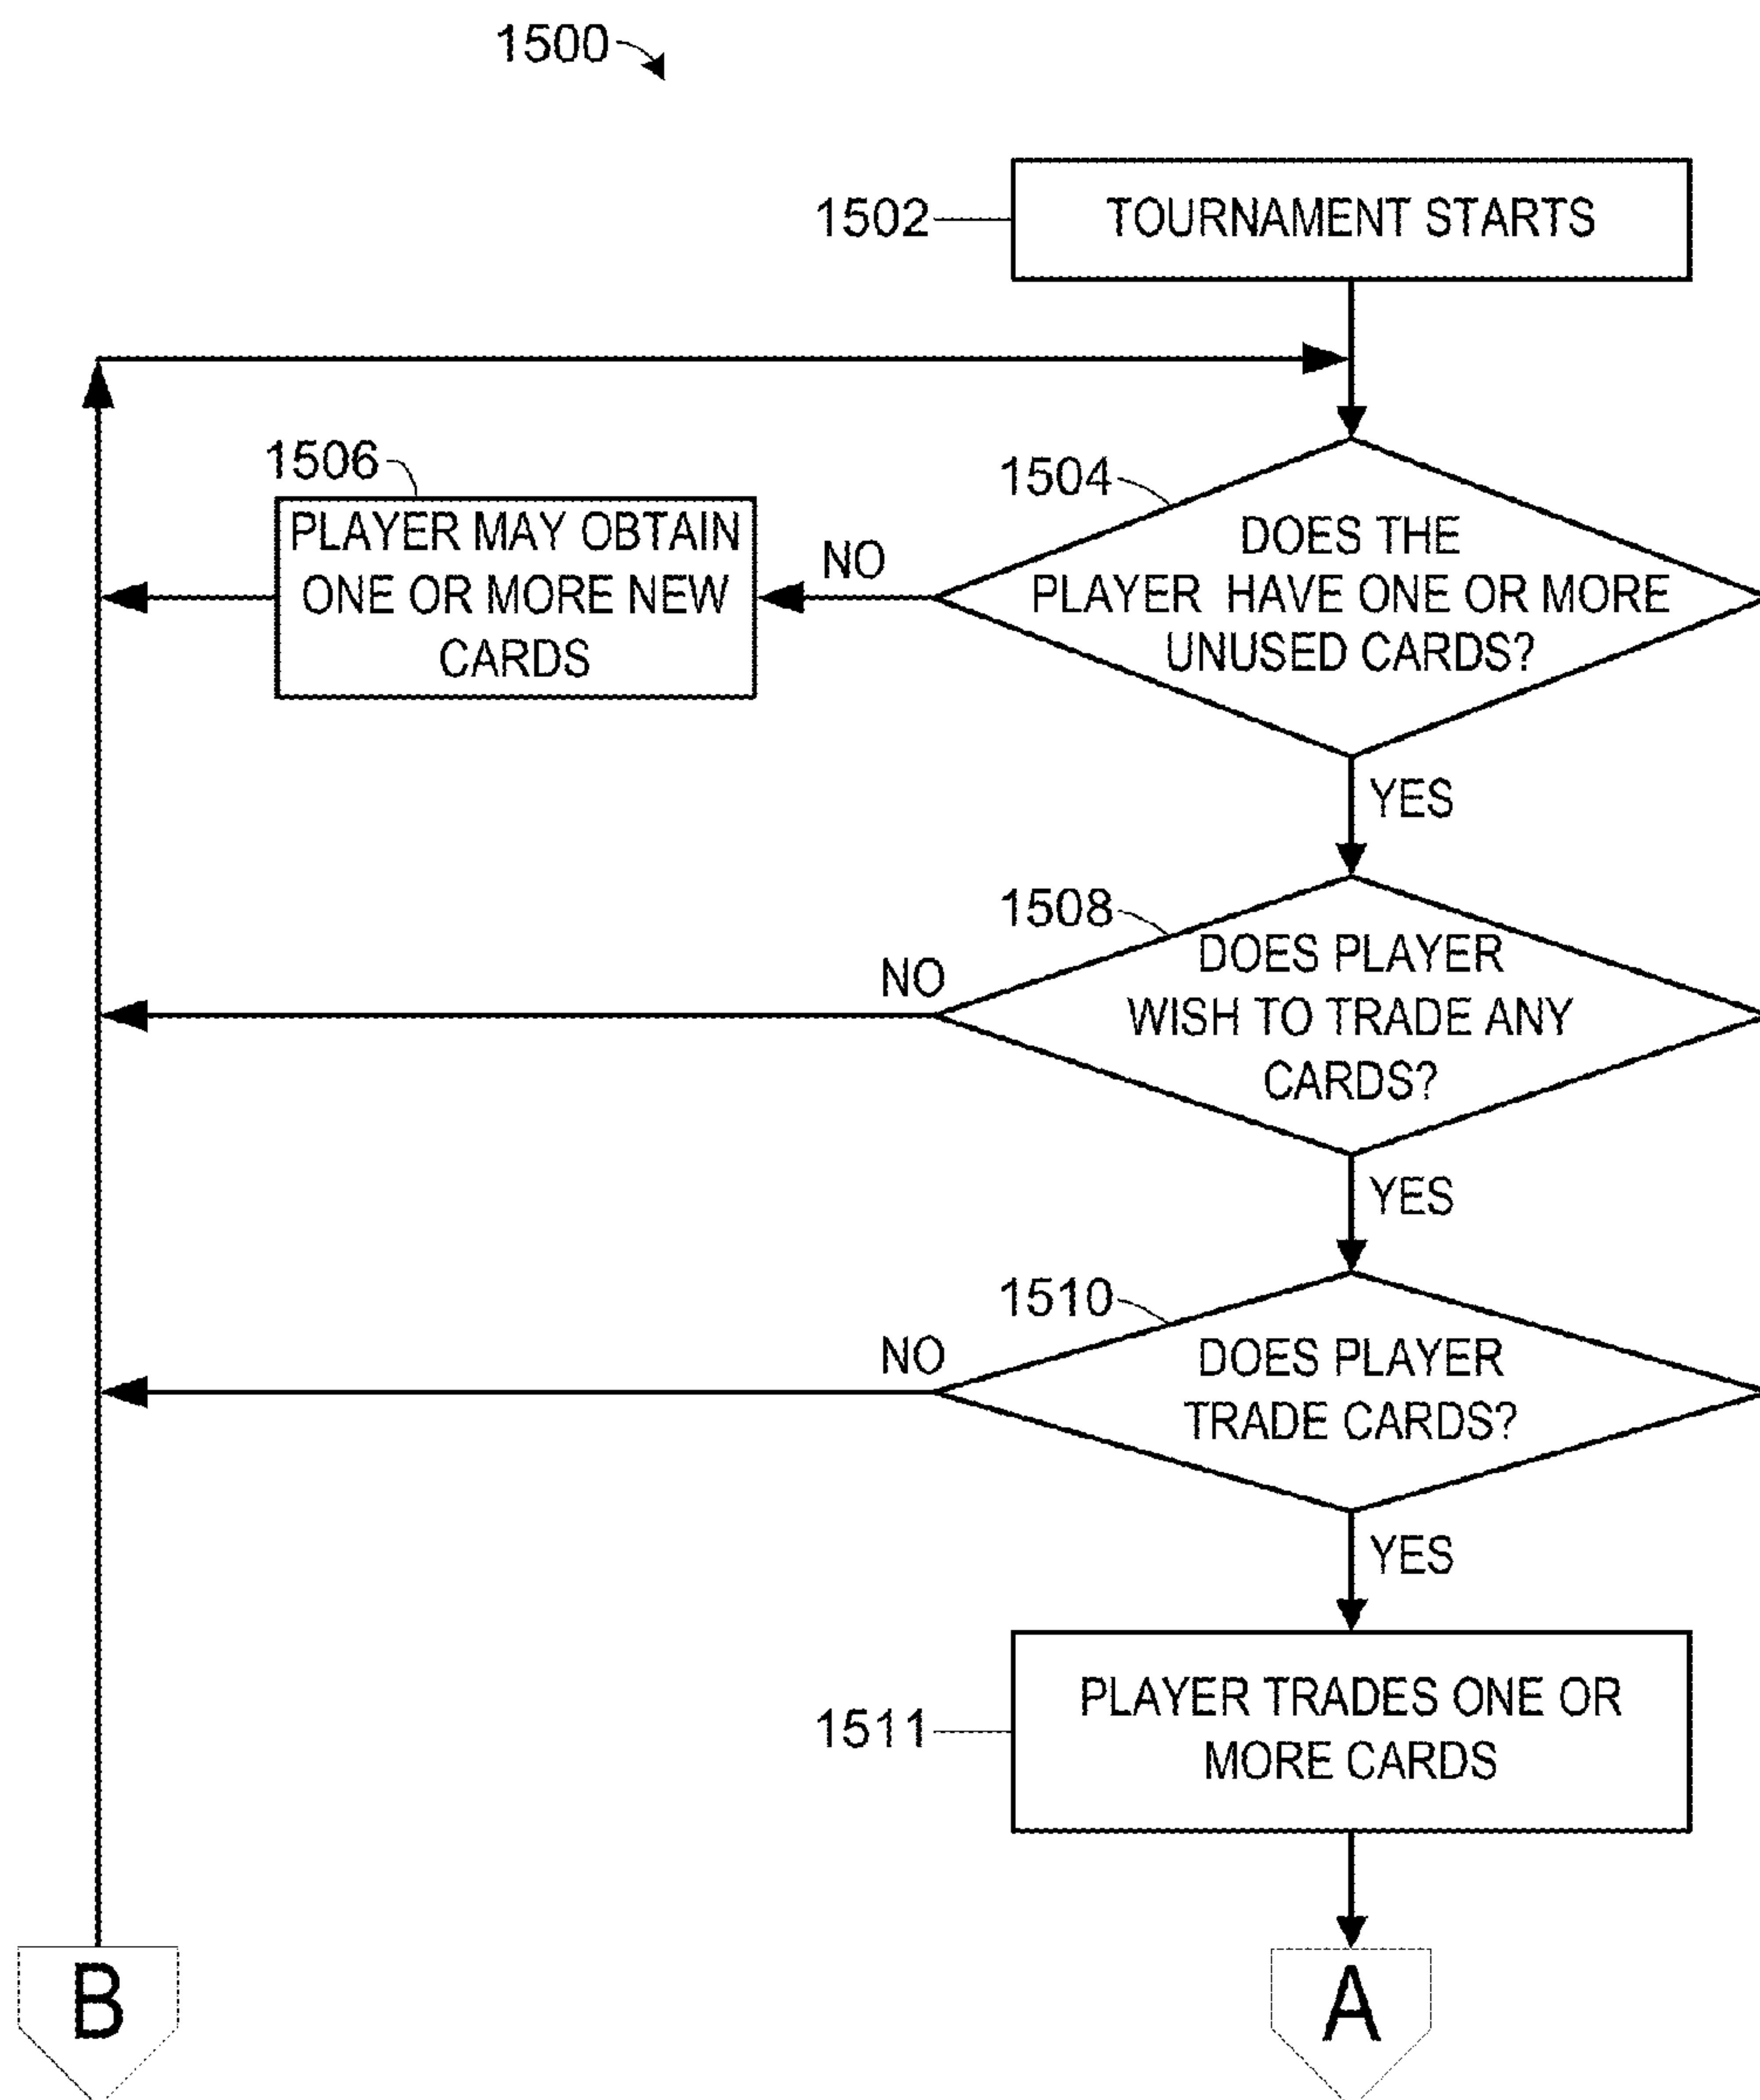 1500
1502
TOURNAMENT STARTS
1506
PLAYER MAY OBTAIN
ONE OR MORE NEW
CARDS
NO
1504
DOES THE
PLAYER HAVE ONE OR MORE
UNUSED CARDS?
YES
1508
DOES PLAYER
WISH TO TRADE ANY
CARDS?
NO
YES
1510
DOES PLAYER
TRADE CARDS?
NO
YES
1511
PLAYER TRADES ONE OR
MORE CARDS
B
A